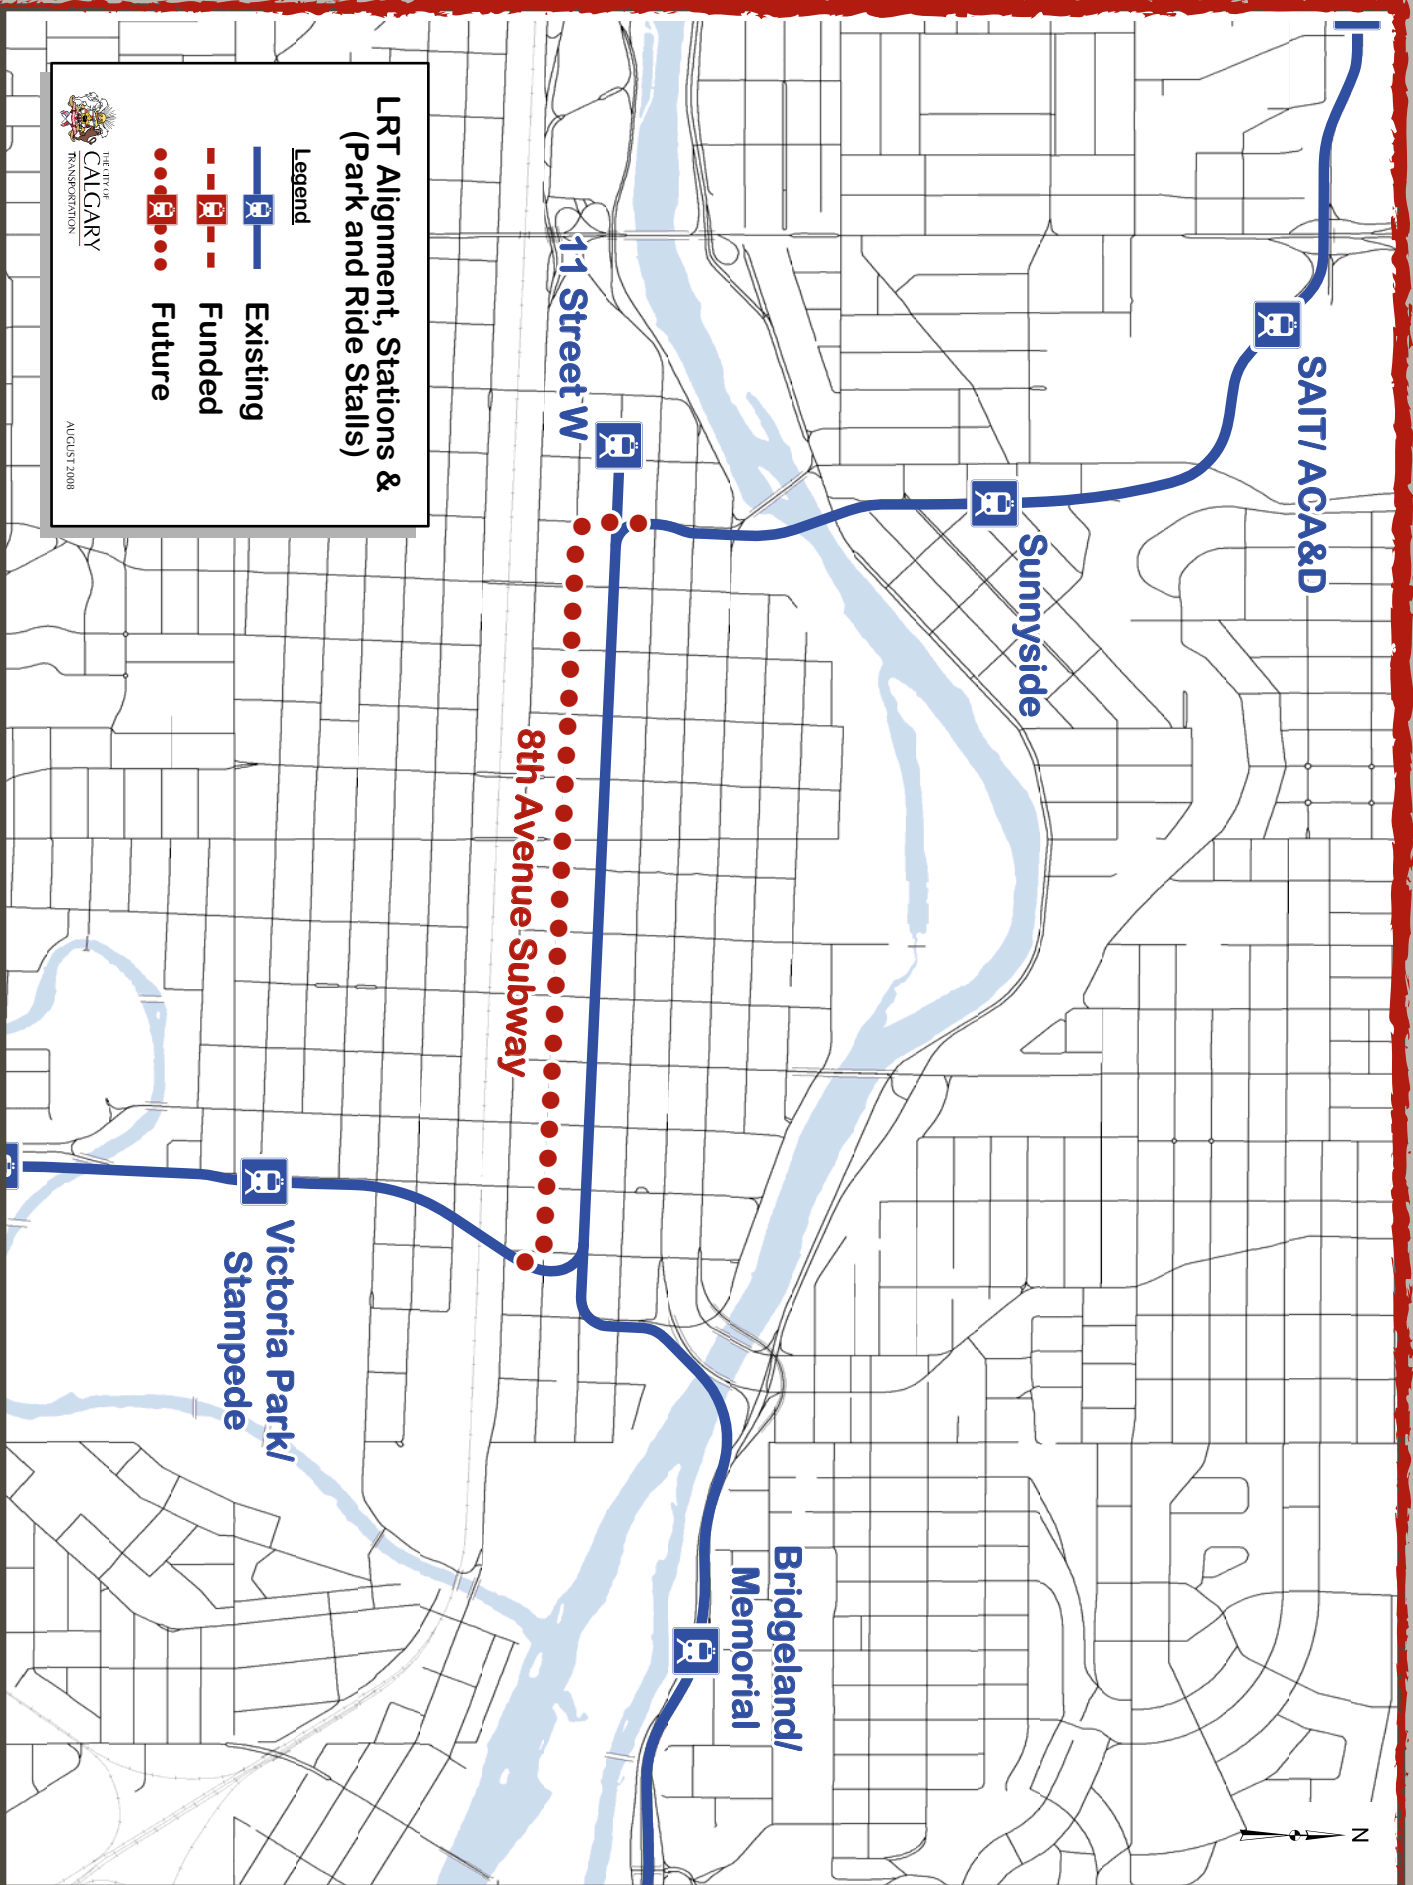 SAIT/ ACA&D
Sunnyside
11 Street W
8th Avenue Subway
Bridgeland/
Memorial
Victoria Park/
Stampede
N
LRT Alignment, Stations &
(Park and Ride Stalls)
Legend
Existing
Funded
Future
THE CITY OF
CALGARY
TRANSPORTATION
AUGUST 2008